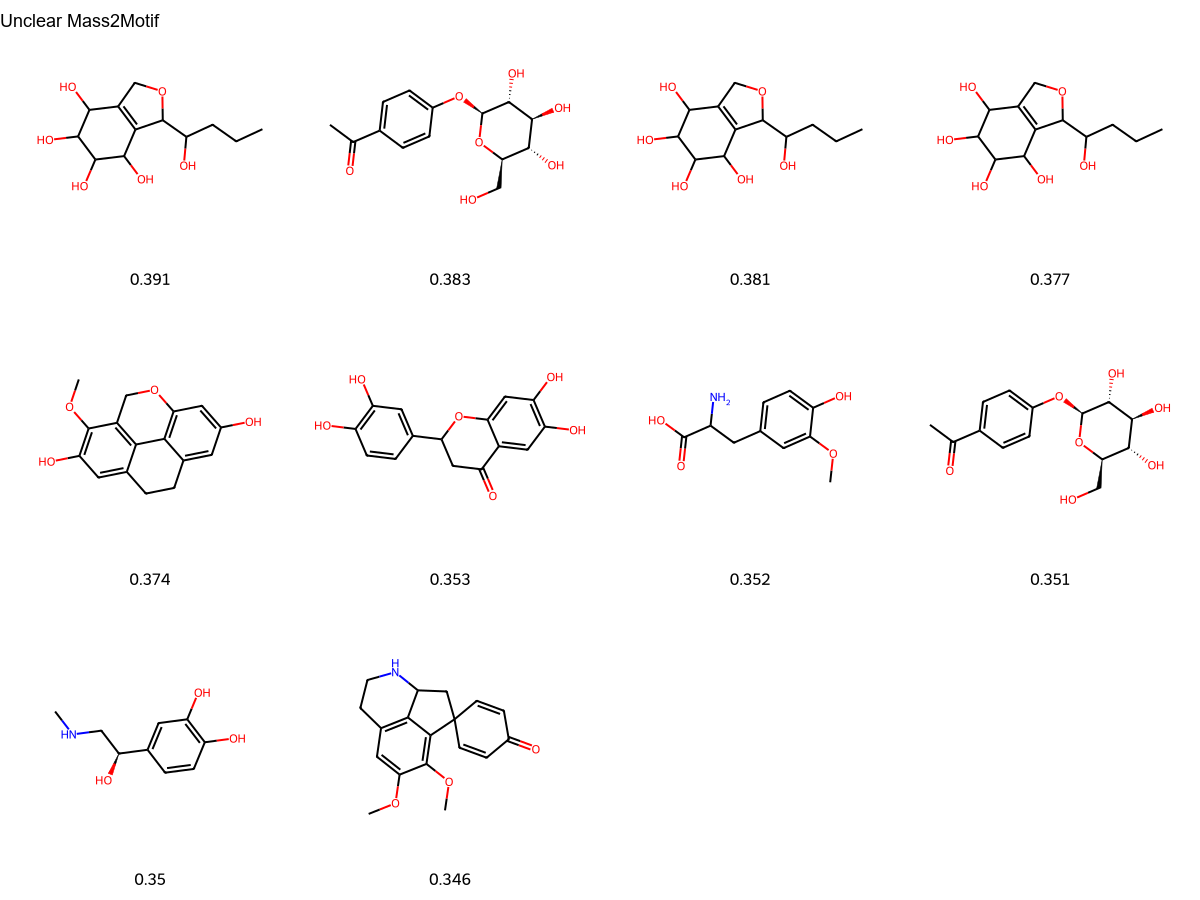 Unclear Mass2Motif
HO O HO HO OH OH
O OH OH O OH HO O
HO O HO HO OH OH
HO O HO HO OH OH
0.391 0.383 0.381 0.377
O O HO OH
HO HO O OH OH O
HO NH2 O OH O
O OH OH O OH HO O
0.374 0.353 0.352 0.351
HN HO OH OH
H N O O O
0.35 0.346